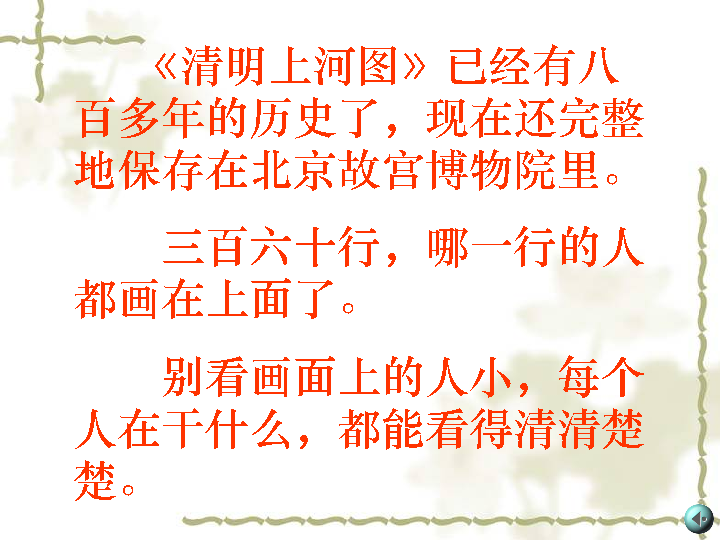 《清明上河图》已经有八
百多年的历史了，现在还完整
地保存在北京故宫博物院里。
三百六十行，哪一行的人
都画在上面了。
别看画面上的人小，每个
人在干什么，都能看得清清楚
楚。